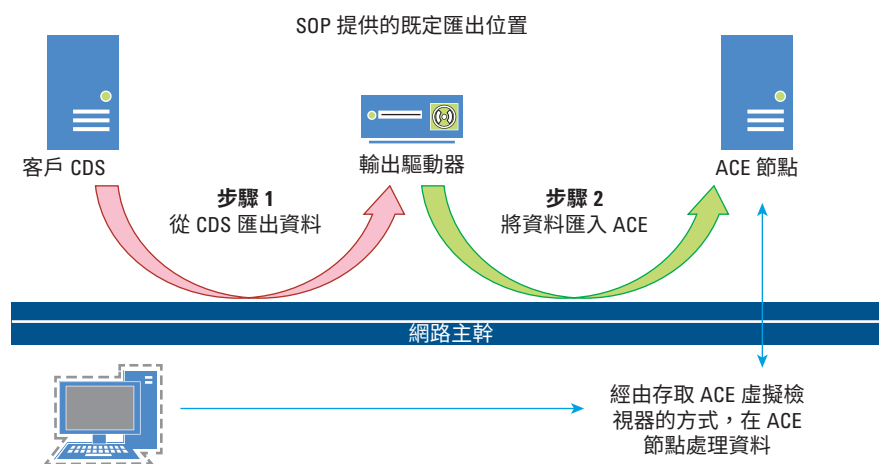 SOP 提供的既定匯出位置
客戶 CDS
輸出驅動器
ACE 節點
步驟 1
從 CDS 匯出資料
步驟 2
將資料匯入 ACE
網路主幹
經由存取 ACE 虛擬檢
視器的方式，在 ACE
節點處理資料